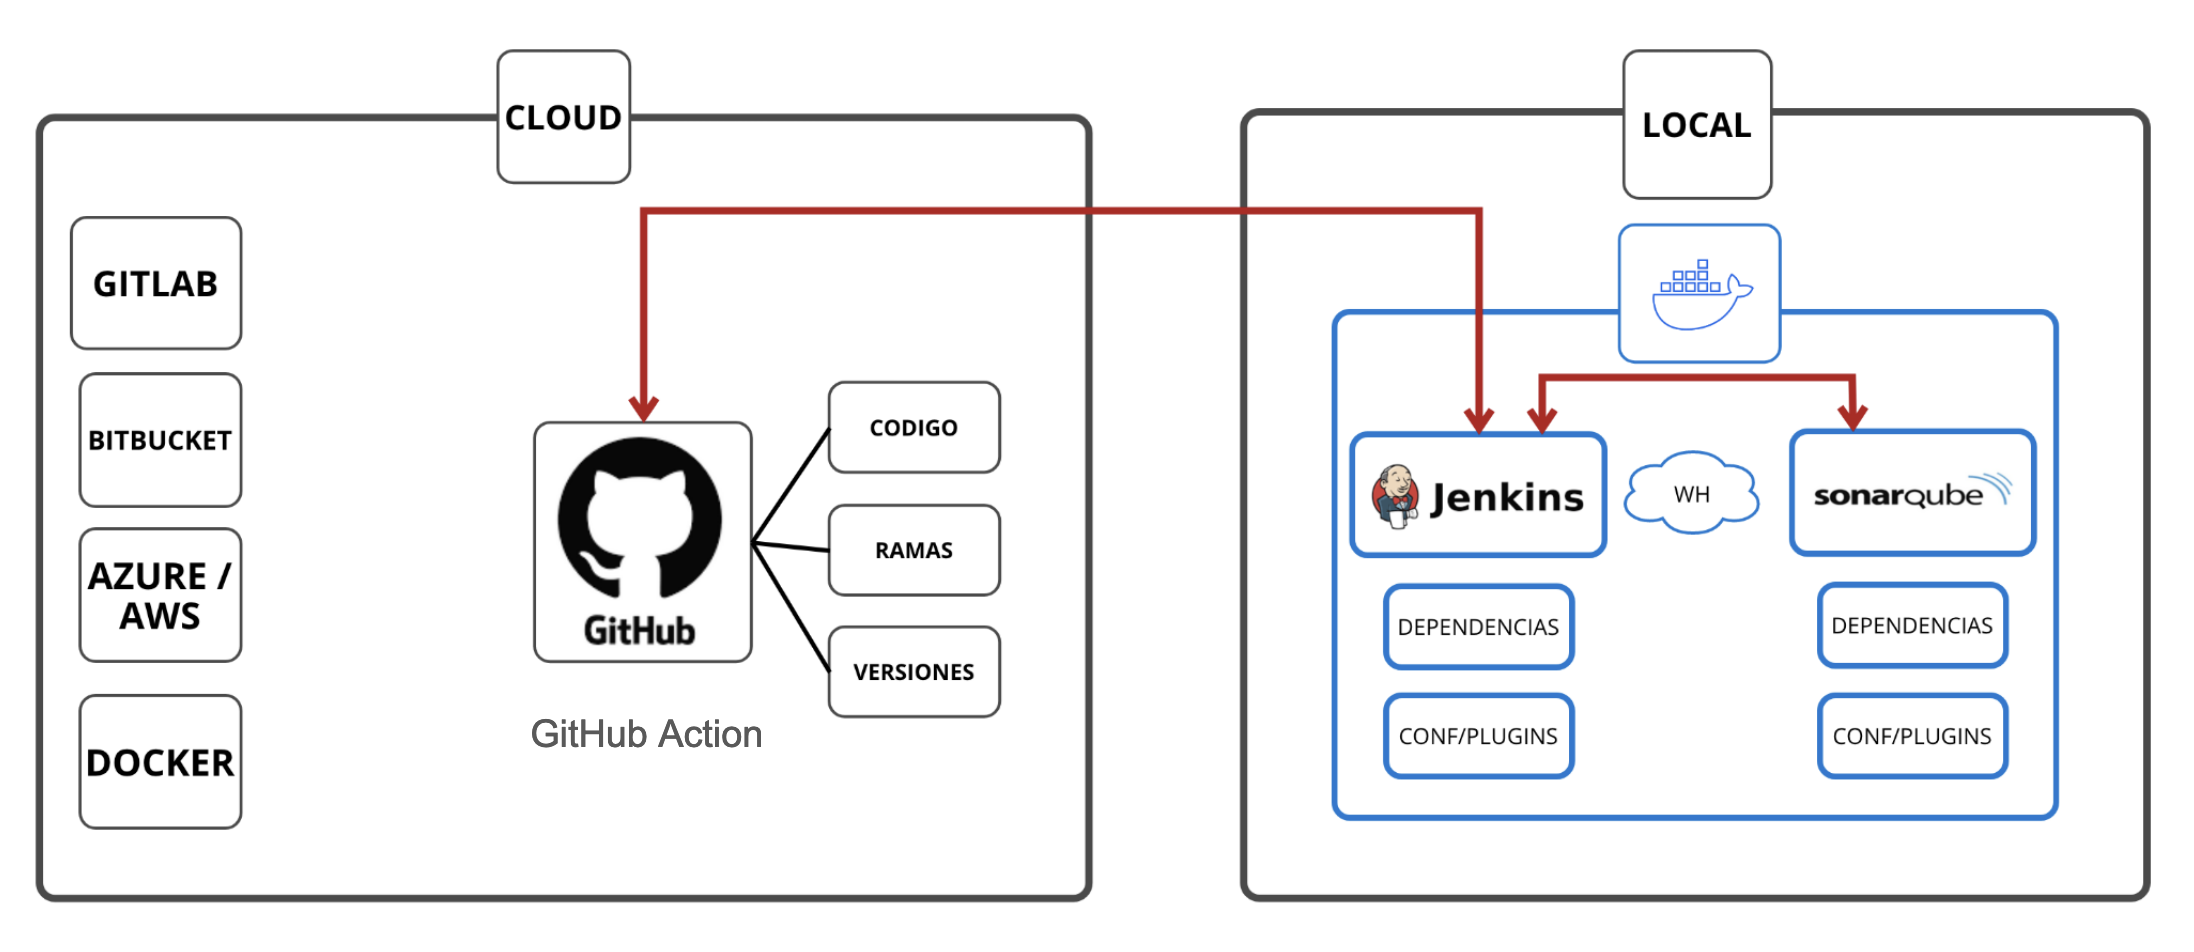 CLOUD
GITLAB
BITBUCKET
AZURE /
AWS
DOCKER
GitHub
GitHub Action
CODIGO
RAMAS
VERSIONES
LOCAL
Jenkins
WH
sonarqube
DEPENDENCIAS
DEPENDENCIAS
CONF/PLUGINS
CONF/PLUGINS